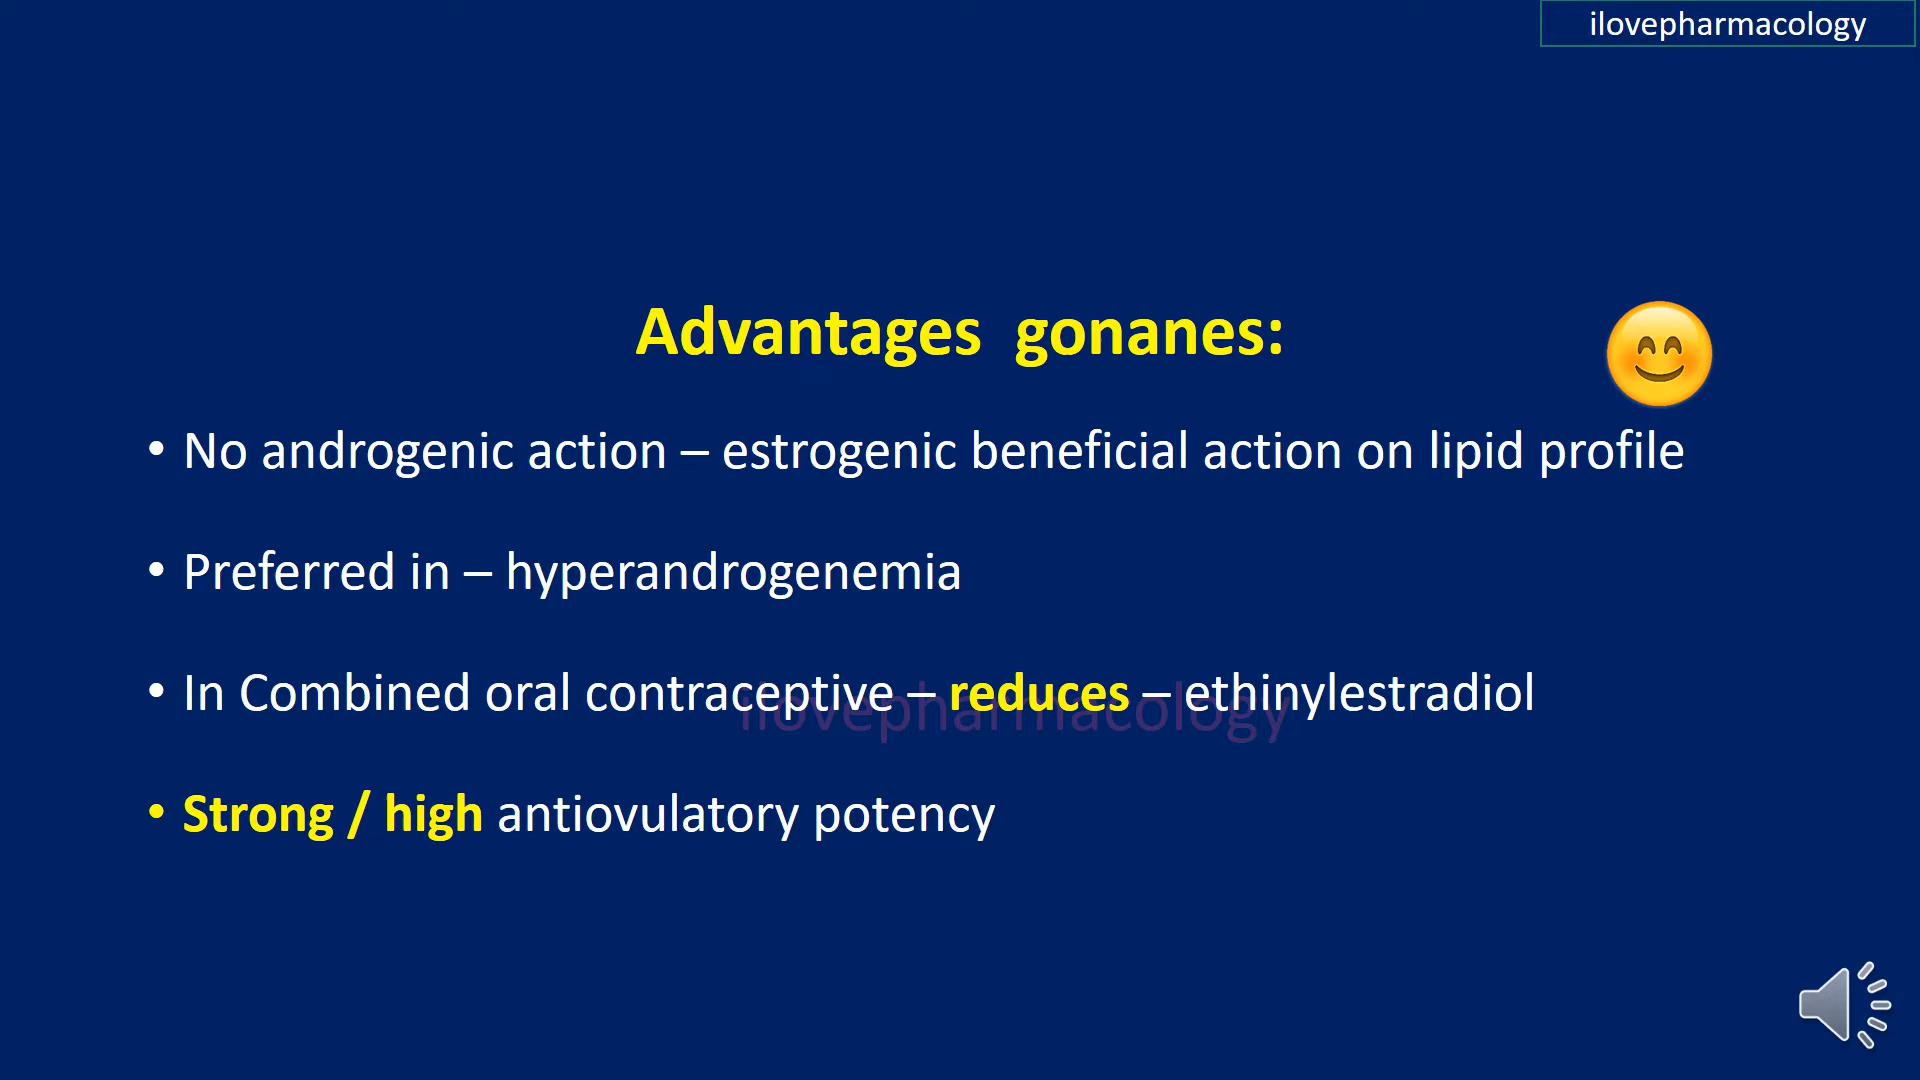 ilovepharmacology
Advantages gonanes:
• No androgenic action – estrogenic beneficial action on lipid profile
• Preferred in – hyperandrogenemia
• In Combined oral contraceptive – reduces – ethinylestradiol
ilovepharmacology
• Strong / high antiovulatory potency